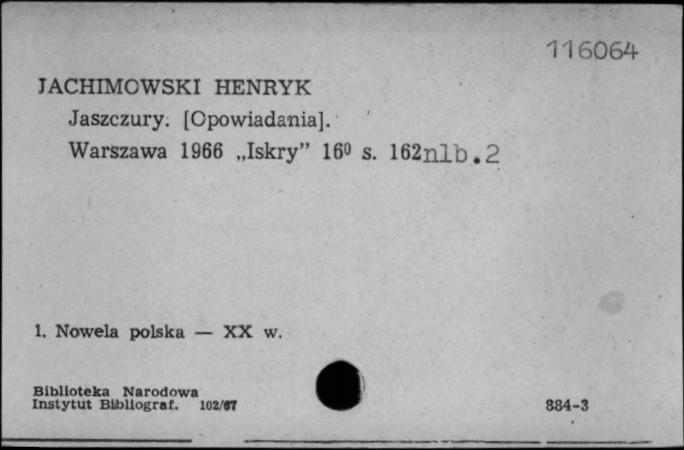 116064
JACHIMOWSKI HENRYK
Jaszczury. [Opowiadania].
Warszawa 1966 „Iskry” 16⁰ s. 162nlb.2
1. Nowela polska — XX w.
Biblioteka Narodowa
Instytut Bibliograf. 102/67
884-3